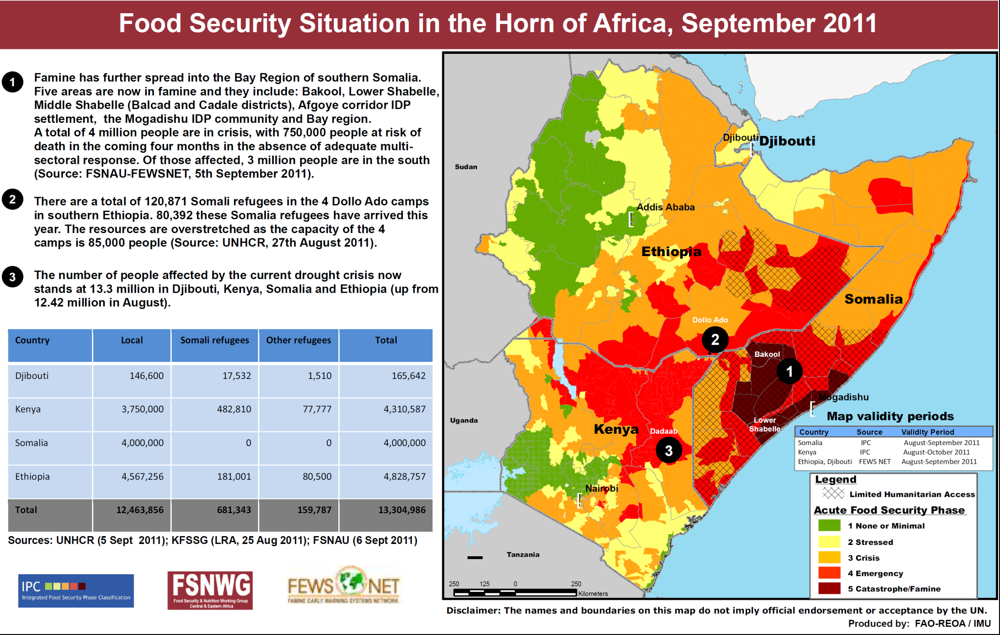 Food Security Situation in the Horn of Africa, September 2011
1
Famine has further spread into the Bay Region of southern Somalia.
Five areas are now in famine and they include: Bakool, Lower Shabelle,
Middle Shabelle (Balcad and Cadale districts), Afgoye corridor IDP
settlement,  the Mogadishu IDP community and Bay region.
A total of 4 million people are in crisis, with 750,000 people at risk of
death in the coming four months in the absence of adequate multi-
sectoral response. Of those affected, 3 million people are in the south
(Source: FSNAU-FEWSNET, 5th September 2011).
2
There are a total of 120,871 Somali refugees in the 4 Dollo Ado camps
in southern Ethiopia. 80,392 these Somalia refugees have arrived this
year. The resources are overstretched as the capacity of the 4
camps is 85,000 people (Source: UNHCR, 27th August 2011).
3
The number of people affected by the current drought crisis now
stands at 13.3 million in Djibouti, Kenya, Somalia and Ethiopia (up from
12.42 million in August).
Country Local Somali refugees Other refugees Total
Djibouti 146,600 17,532 1,510 165,642
Kenya 3,750,000 482,810 77,777 4,310,587
Somalia 4,000,000 0 0 4,000,000
Ethiopia 4,567,256 181,001 80,500 4,828,757
Total 12,463,856 681,343 159,787 13,304,986
Sources: UNHCR (5 Sept  2011); KFSSG (LRA, 25 Aug 2011); FSNAU (6 Sept 2011)
IPC
Integrated Food Security Phase Classification
FSNWG
Food Security & Nutrition Working Group
Central & Eastern Africa
FEWS NET
FAMINE EARLY WARNING SYSTEMS NETWORK
Djibouti
Djibouti
Sudan
Addis Ababa
Ethiopia
Somalia
Dollo Ado
2
Bakool
1
Mogadishu
Uganda
Lower
Shabelle
Kenya
Dadaab
3
Nairobi
Tanzania
250 125 0 250
Kilometers
Map validity periods
Country Source Validity Period
Somalia IPC August-September 2011
Kenya IPC August-October 2011
Ethiopia, Djibouti FEWS NET August-September 2011
Legend
Limited Humanitarian Access
Acute Food Security Phase
1 None or Minimal
2 Stressed
3 Crisis
4 Emergency
5 Catastrophe/Famine
Disclaimer: The names and boundaries on this map do not imply official endorsement or acceptance by the UN.
Produced by:  FAO-REOA / IMU